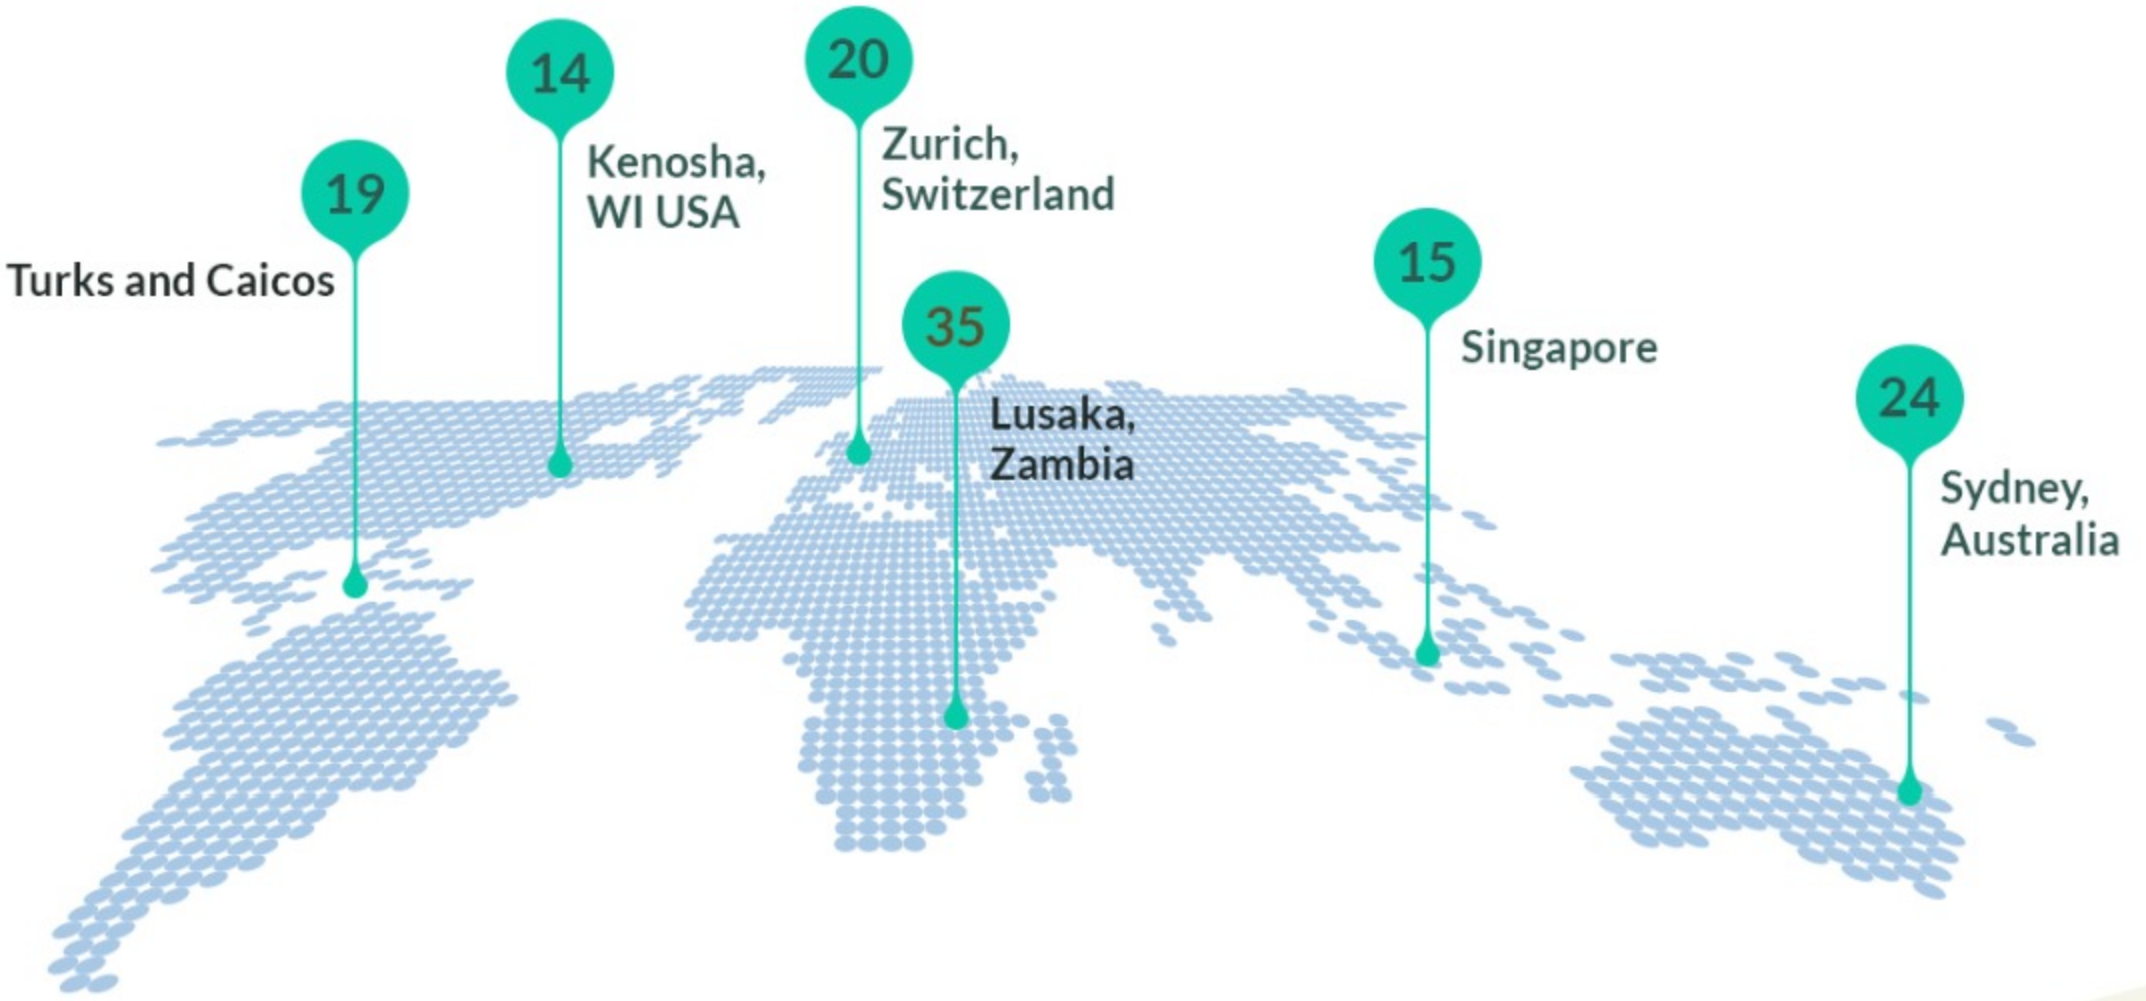 19
Turks and Caicos
14
Kenosha,
WI USA
20
Zurich,
Switzerland
35
Lusaka,
Zambia
15
Singapore
24
Sydney,
Australia